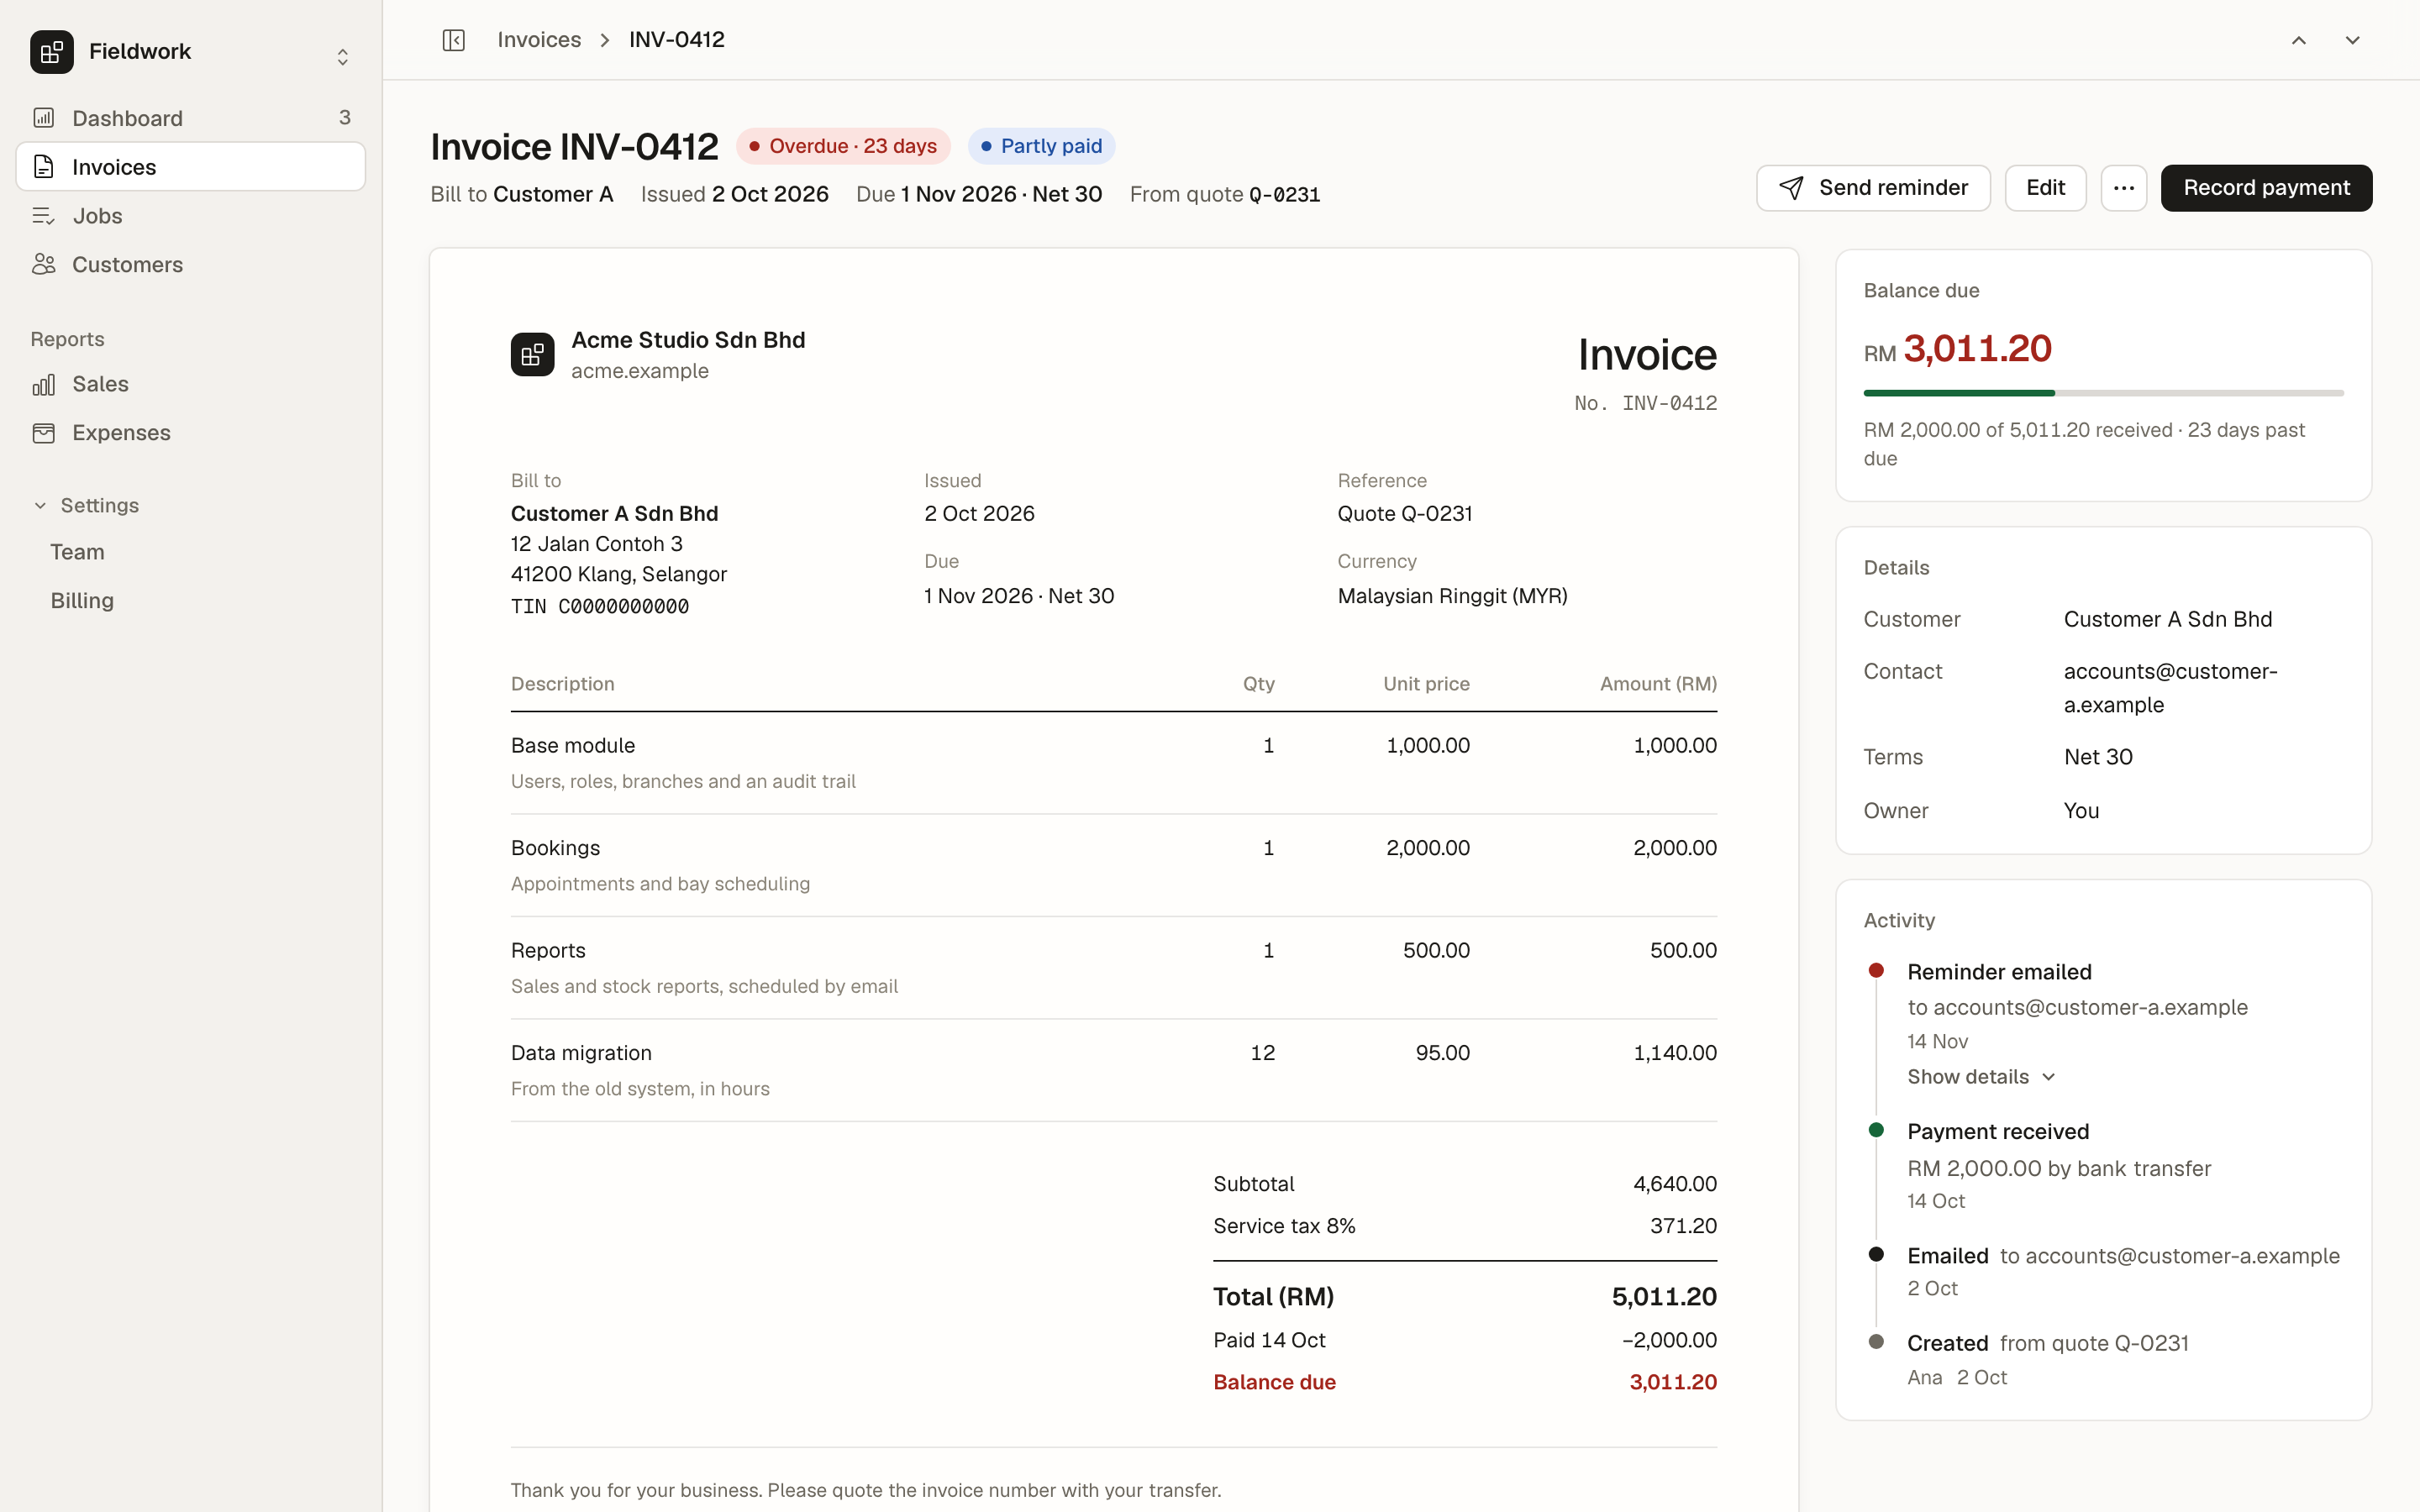 Fieldwork
Dashboard 3
Invoices
Jobs
Customers
Reports
Sales
Expenses
Settings
Team
Billing
Invoices INV-0412
Invoice INV-0412 Overdue · 23 days Partly paid
Bill to Customer A Issued 2 Oct 2026 Due 1 Nov 2026 · Net 30 From quote Q-0231
Send reminder Edit ··· Record payment
Acme Studio Sdn Bhd
acme.example
Invoice
No. INV-0412
Bill to
Customer A Sdn Bhd
12 Jalan Contoh 3
41200 Klang, Selangor
TIN C0000000000
Issued
2 Oct 2026
Due
1 Nov 2026 · Net 30
Reference
Quote Q-0231
Currency
Malaysian Ringgit (MYR)
Description Qty Unit price Amount (RM)
Base module 1 1,000.00 1,000.00
Users, roles, branches and an audit trail
Bookings 1 2,000.00 2,000.00
Appointments and bay scheduling
Reports 1 500.00 500.00
Sales and stock reports, scheduled by email
Data migration 12 95.00 1,140.00
From the old system, in hours
Subtotal 4,640.00
Service tax 8% 371.20
Total (RM) 5,011.20
Paid 14 Oct −2,000.00
Balance due 3,011.20
Thank you for your business. Please quote the invoice number with your transfer.
Balance due
RM 3,011.20
RM 2,000.00 of 5,011.20 received · 23 days past
due
Details
Customer Customer A Sdn Bhd
Contact accounts@customer-
a.example
Terms Net 30
Owner You
Activity
Reminder emailed
to accounts@customer-a.example
14 Nov
Show details
Payment received
RM 2,000.00 by bank transfer
14 Oct
Emailed to accounts@customer-a.example
2 Oct
Created from quote Q-0231
Ana 2 Oct